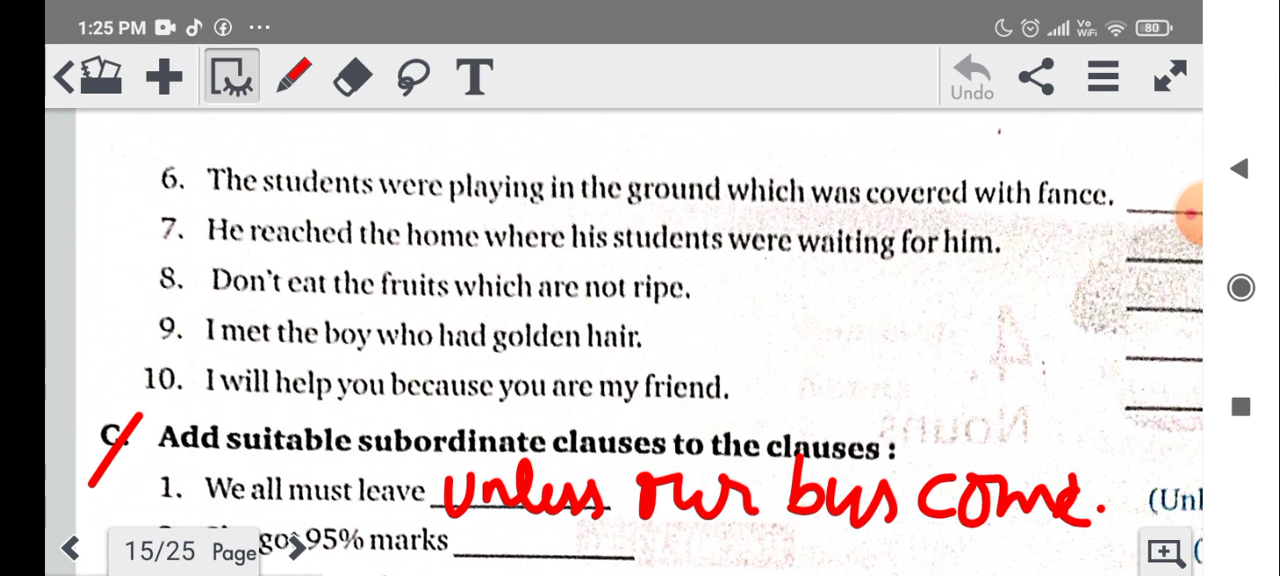 1:25 PM ...
Vo WiFi 80
Undo
6. The students were playing in the ground which was covered with fance.
7. He reached the home where his students were waiting for him.
8. Don't eat the fruits which are not ripe.
9. I met the boy who had golden hair.
10. I will help you because you are my friend.
C. Add suitable subordinate clauses to the clauses :
1. We all must leave unless our bus come. (Unl
95% marks
15/25 Page